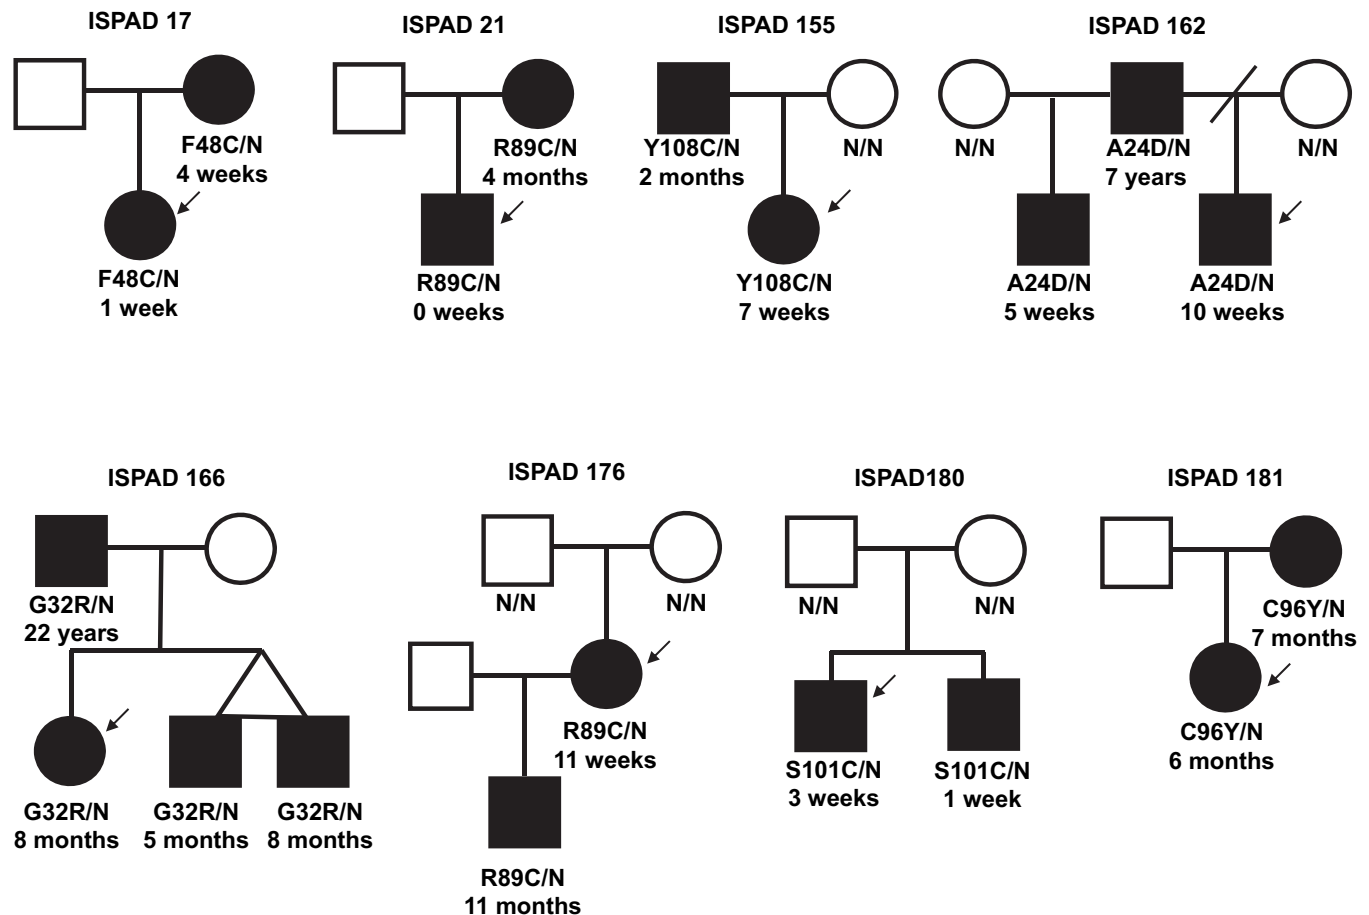 ISPAD 17
F48C/N
4 weeks
F48C/N
1 week
ISPAD 21
R89C/N
4 months
R89C/N
0 weeks
ISPAD 155
Y108C/N
2 months
N/N
Y108C/N
7 weeks
ISPAD 162
N/N
A24D/N
7 years
N/N
A24D/N
5 weeks
A24D/N
10 weeks
ISPAD 166
G32R/N
22 years
G32R/N
8 months
G32R/N
5 months
G32R/N
8 months
ISPAD 176
N/N
N/N
R89C/N
11 weeks
R89C/N
11 months
ISPAD180
N/N
N/N
S101C/N
3 weeks
S101C/N
1 week
ISPAD 181
C96Y/N
7 months
C96Y/N
6 months